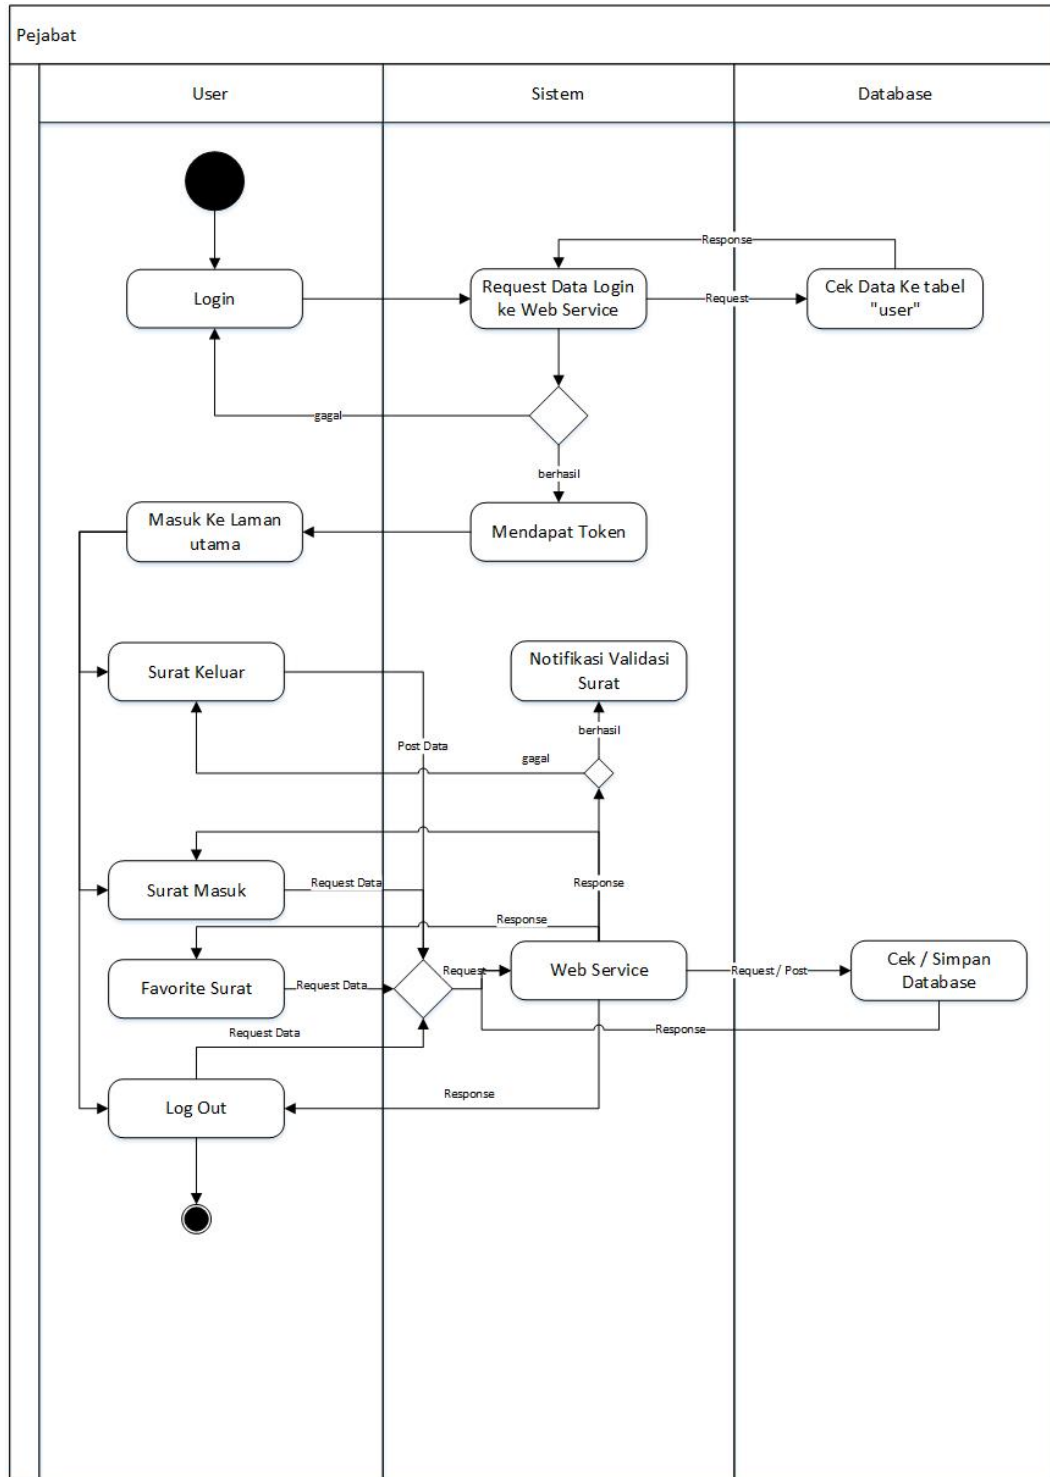 Pejabat
User
Sistem
Database
Response
Login
Request Data Login
ke Web Service
Request
Cek Data Ke tabel
"user"
gagal
berhasil
Masuk Ke Laman
utama
Mendapat Token
Surat Keluar
Notifikasi Validasi
Surat
berhasil
Post Data
gagal
Surat Masuk
Request Data
Response
Response
Favorite Surat
Request Data
Request
Web Service
Request / Post
Cek / Simpan
Database
Request Data
Response
Log Out
Response